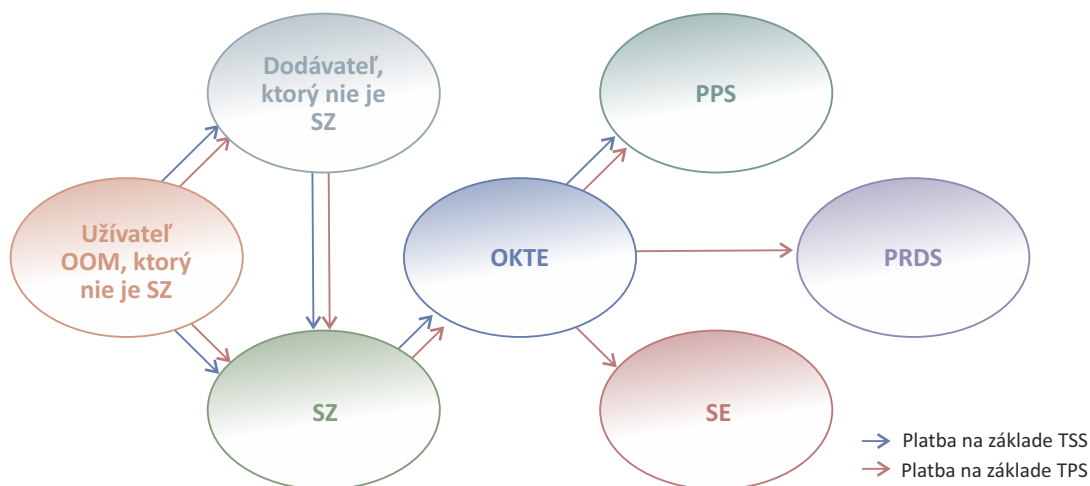 Dodávateľ,
ktorý nie je
SZ
PPS
Užívateľ
OOM, ktorý
nie je SZ
OKTE
PRDS
SZ
SE
Platba na základe TSS
Platba na základe TPS